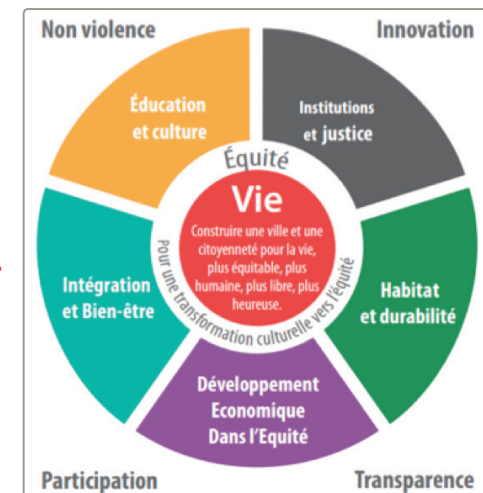 Non violence
Innovation
Éducation
et culture
Institutions
et justice
Équité
Vie
Construire une ville et une
citoyenneté pour la vie,
plus équitable, plus
humaine, plus libre, plus
heureuse.
Pour une transformation culturelle vers l'équité
Intégration
et Bien-être
Habitat
et durabilité
Développement
Economique
Dans l'Equité
Participation
Transparence